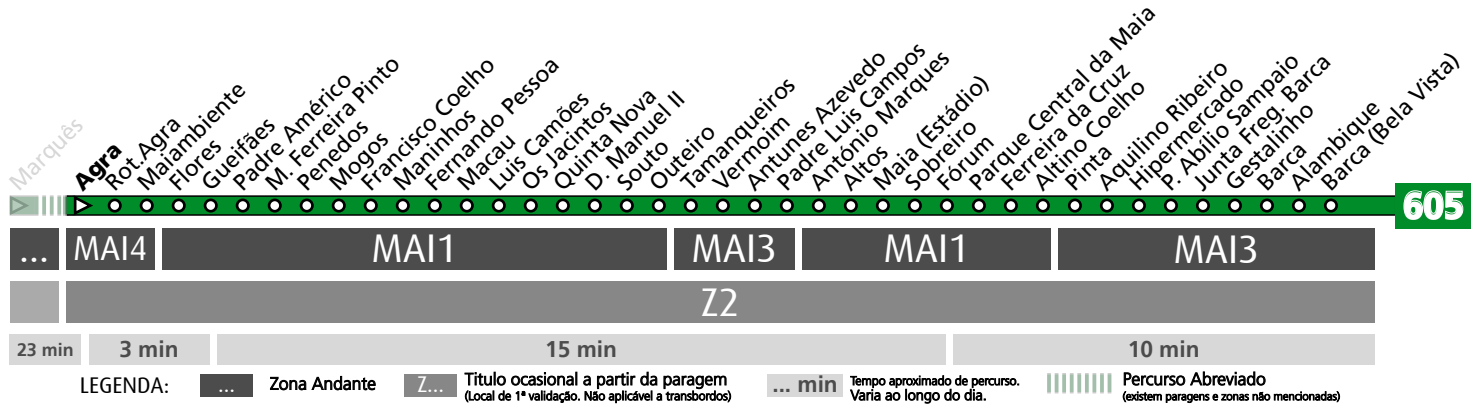 Marquês
Agra
Rot.Agra
Maiambiente
Flores
Gueifães
Padre Américo
M. Ferreira Pinto
Penedos
Mogos
Francisco Coelho
Maninhos
Fernando Pessoa
Macau
Luis Camões
Os Jacintos
Quinta Nova
D. Manuel II
Souto
Outeiro
Tamanqueiros
Vermoim
Antunes Azevedo
Padre Luis Campos
António Marques
Altos
Maia (Estádio)
Sobreiro
Fórum
Parque Central da Maia
Ferreira da Cruz
Altino Coelho
Pinta
Aquilino Ribeiro
Hipermercado
P. Abílio Sampaio
Junta Freg. Barca
Gestalinho
Barca
Alambique
Barca (Bela Vista)
605
... MAI4 MAI1 MAI3 MAI1 MAI3
Z2
23 min 3 min 15 min 10 min
LEGENDA:
... Zona Andante
Z... Titulo ocasional a partir da paragem
(Local de 1ª validação. Não aplicável a transbordos)
... min Tempo aproximado de percurso.
Varia ao longo do dia.
Percurso Abreviado
(existem paragens e zonas não mencionadas)